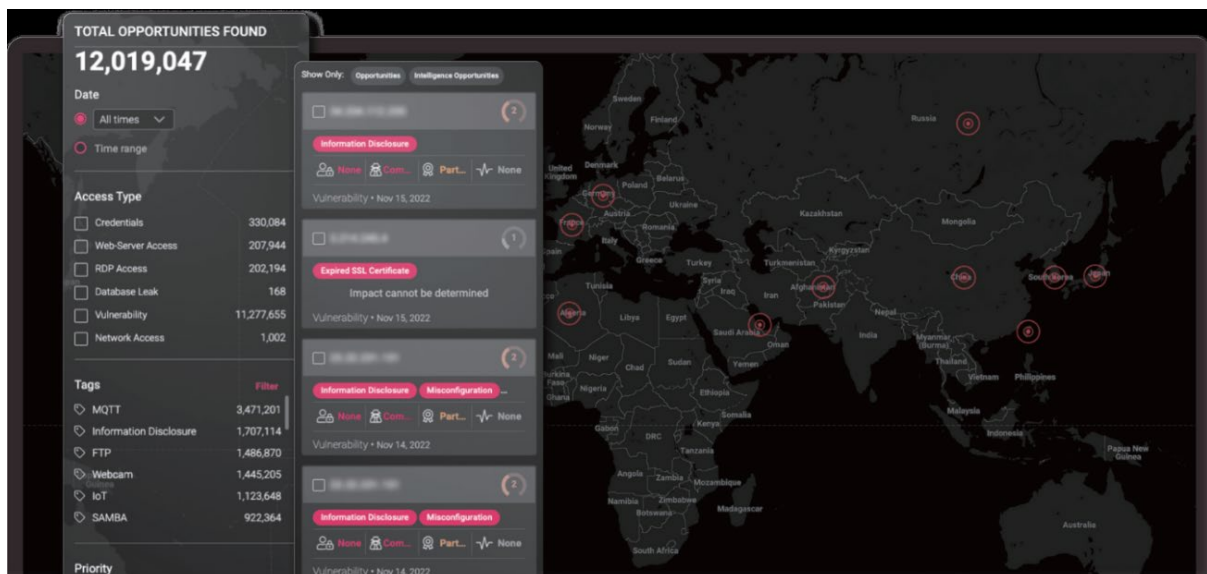 TOTAL OPPORTUNITIES FOUND
12,019,047
Date
All times
Time range
Access Type
Credentials 330,084
Web-Server Access 207,944
RDP Access 202,194
Database Leak 168
Vulnerability 11,277,655
Network Access 1,002
Tags Filter
MQTT 3,471,201
Information Disclosure 1,707,114
FTP 1,486,870
Webcam 1,445,205
IoT 1,123,648
SAMBA 922,364
Priority
Show Only: Opportunities Intelligence Opportunities
2
Information Disclosure
None Com... Part... None
Vulnerability • Nov 15, 2022
1
Expired SSL Certificate
Impact cannot be determined
Vulnerability • Nov 15, 2022
2
Information Disclosure Misconfiguration ...
None Com... Part... None
Vulnerability • Nov 14, 2022
2
Information Disclosure Misconfiguration
None Com... Part... None
Vulnerability • Nov 14, 2022
Sweden
Finland
Norway
Russia
United Kingdom
Denmark
Belarus
Poland
Germany
Ukraine
Austria
France
Romania
Kazakhstan
Mongolia
Italy
Kyrgyzstan
Greece
Turkey
Turkmenistan
China
South Korea
Japan
Syria
Tunisia
Iraq
Iran
Afghanistan
Pakistan
Algeria
Libya
Egypt
Nepal
Saudi Arabia
India
Oman
Myanmar (Burma)
Mali
Niger
Chad
Sudan
Yemen
Thailand
Vietnam
Philippines
Burkina Faso
Nigeria
Ghana
Ethiopia
Malaysia
Somalia
Gabon
DRC
Kenya
Indonesia
Tanzania
Papua New Guinea
Angola
Zambia
Mozambique
Namibia
Zimbabwe
Botswana
Madagascar
Australia
South Africa